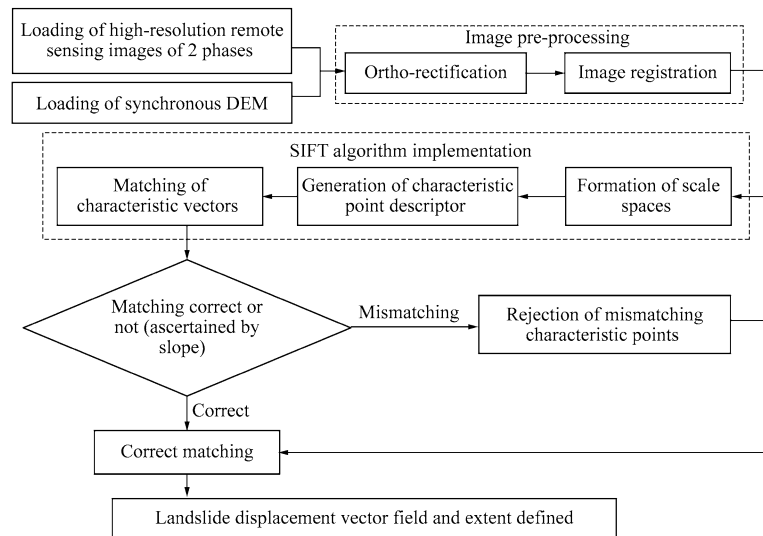 Loading of high-resolution remote
sensing images of 2 phases
Loading of synchronous DEM
Image pre-processing
Ortho-rectification
Image registration
SIFT algorithm implementation
Matching of
characteristic vectors
Generation of characteristic
point descriptor
Formation of scale
spaces
Matching correct or
not (ascertained by
slope)
Mismatching
Rejection of mismatching
characteristic points
Correct
Correct matching
Landslide displacement vector field and extent defined